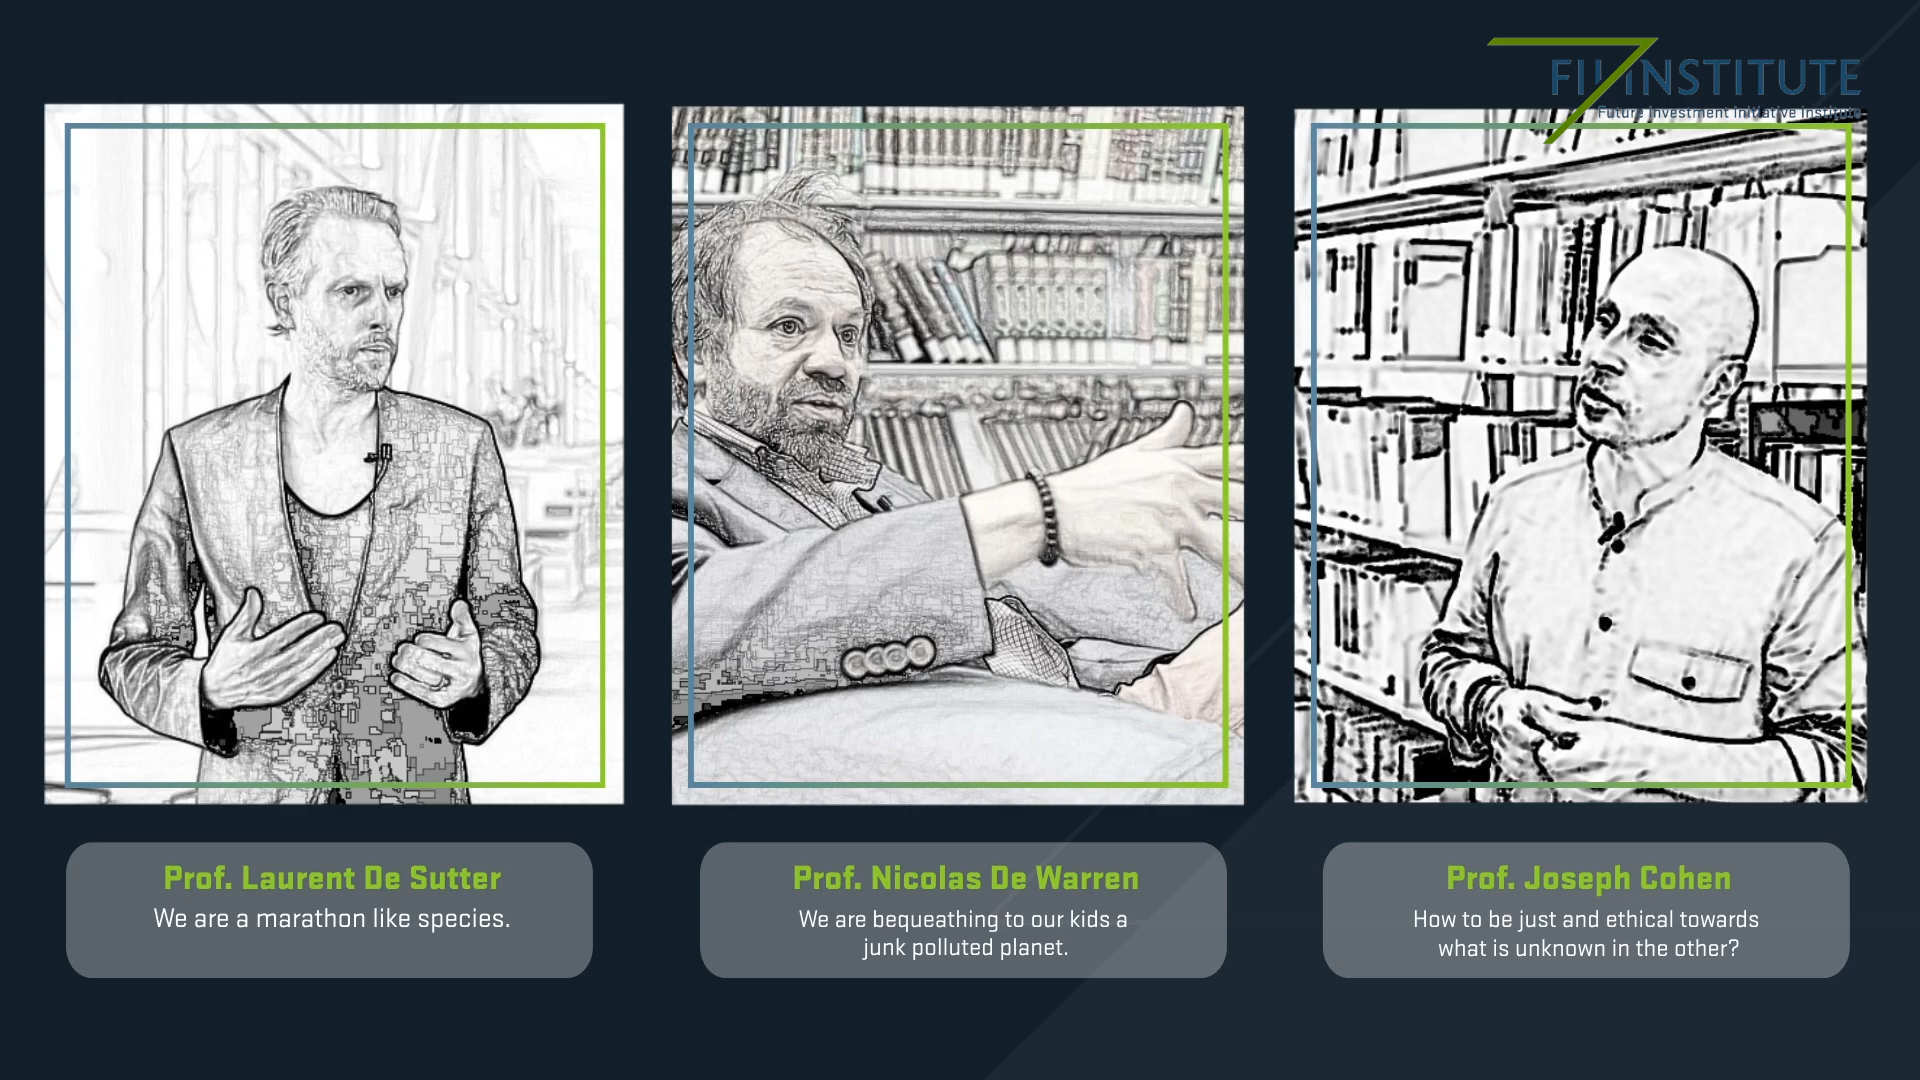 FII INSTITUTE
Future Investment Initiative Institute
Prof. Laurent De Sutter
We are a marathon like species.
Prof. Nicolas De Warren
We are bequeathing to our kids a
junk polluted planet.
Prof. Joseph Cohen
How to be just and ethical towards
what is unknown in the other?